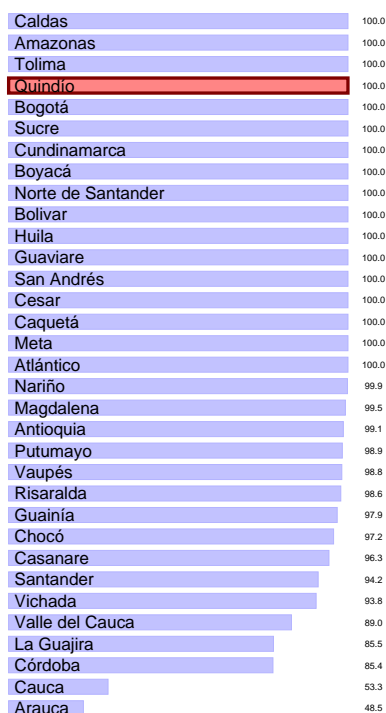 Caldas 100.0
Amazonas 100.0
Tolima 100.0
Quindío 100.0
Bogotá 100.0
Sucre 100.0
Cundinamarca 100.0
Boyacá 100.0
Norte de Santander 100.0
Bolivar 100.0
Huila 100.0
Guaviare 100.0
San Andrés 100.0
Cesar 100.0
Caquetá 100.0
Meta 100.0
Atlántico 100.0
Nariño 99.9
Magdalena 99.5
Antioquia 99.1
Putumayo 98.9
Vaupés 98.8
Risaralda 98.6
Guainía 97.9
Chocó 97.2
Casanare 96.3
Santander 94.2
Vichada 93.8
Valle del Cauca 89.0
La Guajira 85.5
Córdoba 85.4
Cauca 53.3
Arauca 48.5